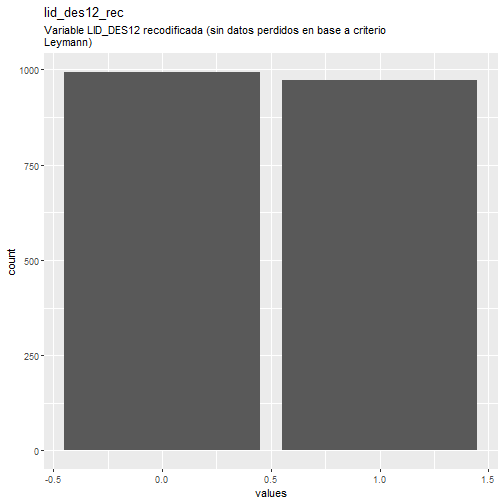 lid_des12_rec
Variable LID_DES12 recodificada (sin datos perdidos en base a criterio
Leymann)
1000
750
500
250
0
count
-0.5
0.0
0.5
1.0
1.5
values